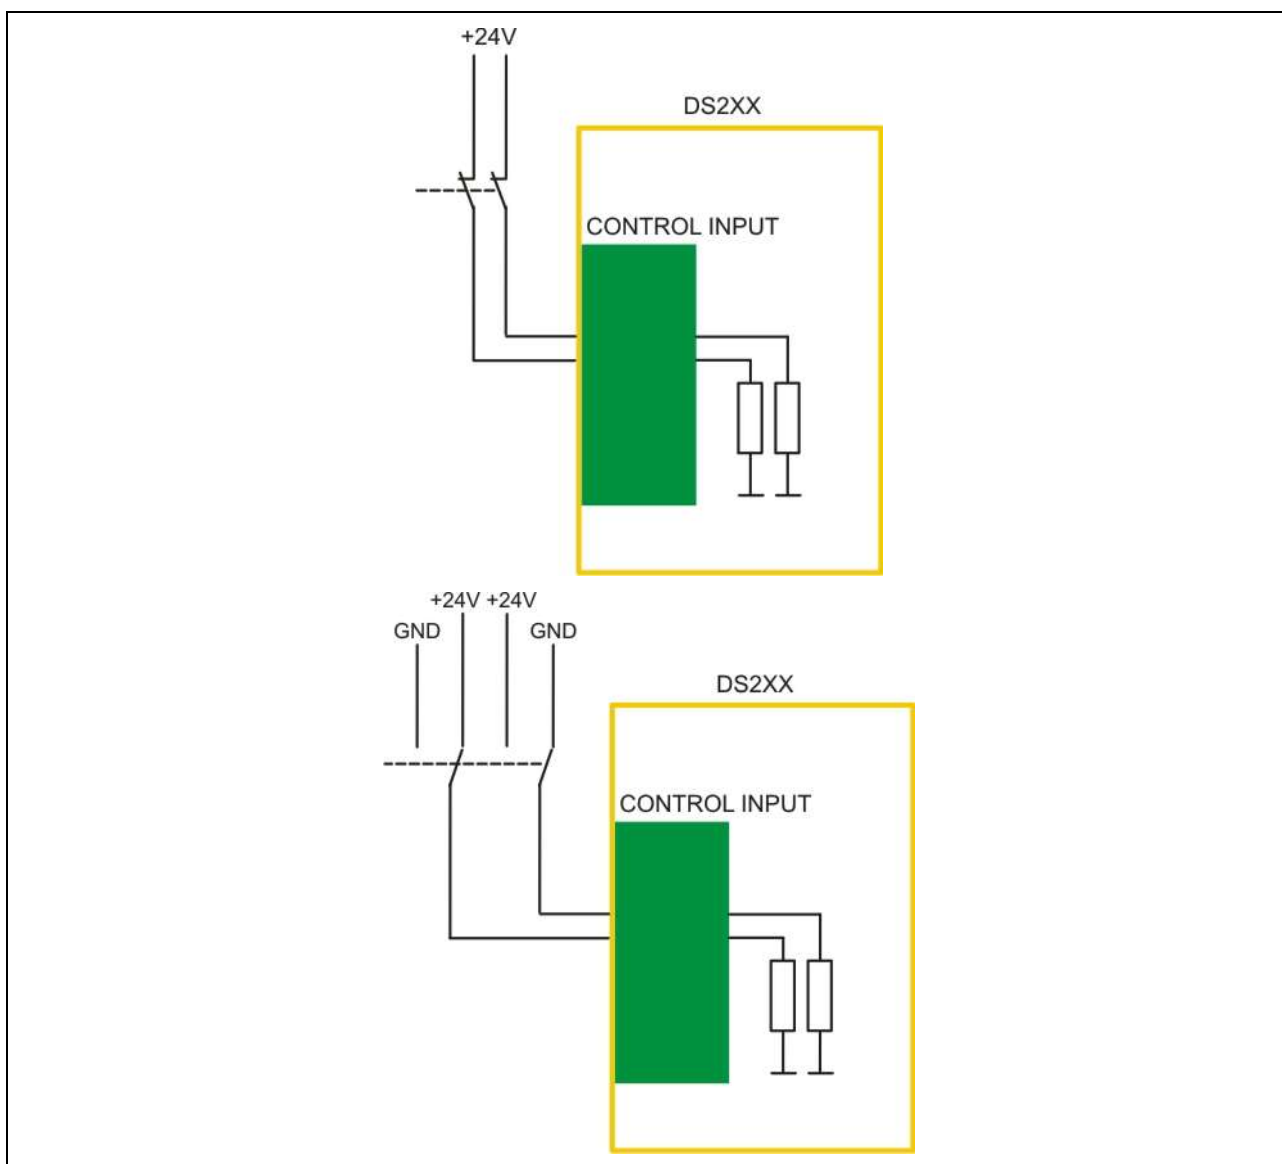 +24V
DS2XX
CONTROL INPUT
+24V +24V
GND GND
DS2XX
CONTROL INPUT